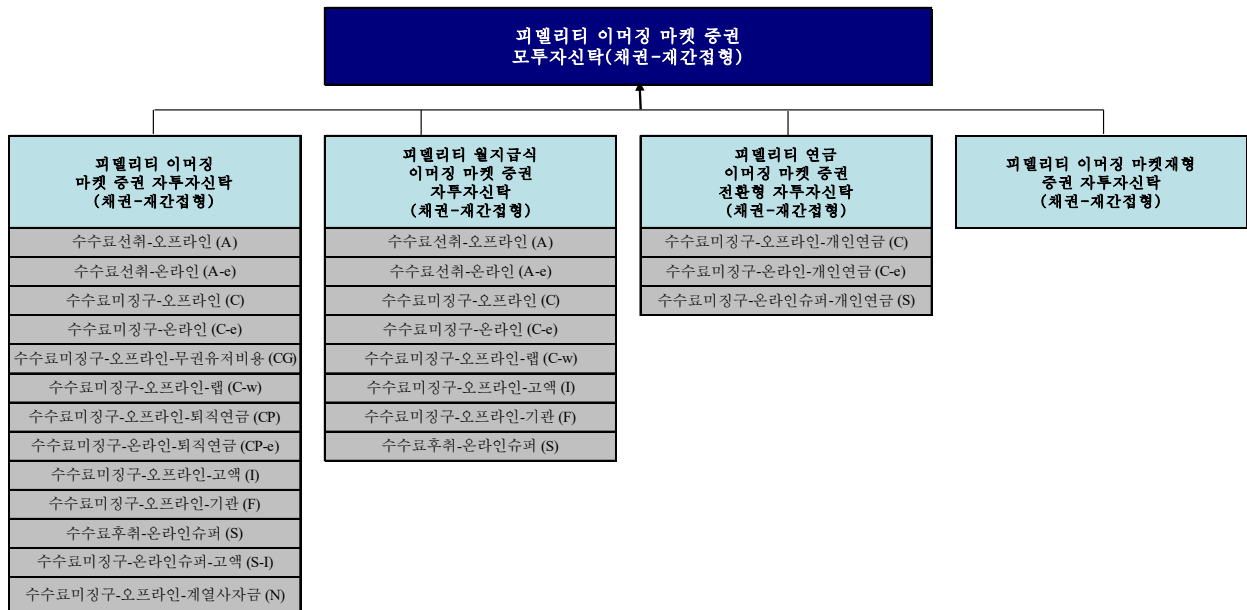 피델리티 이머징 마켓 증권
모투자신탁(채권-재간접형)
피델리티 이머징
마켓 증권 자투자신탁
(채권-재간접형)
수수료선취-오프라인 (A)
수수료선취-온라인 (A-e)
수수료미징구-오프라인 (C)
수수료미징구-온라인 (C-e)
수수료미징구-오프라인-무권유저비용 (CG)
수수료미징구-오프라인-랩 (C-w)
수수료미징구-오프라인-퇴직연금 (CP)
수수료미징구-온라인-퇴직연금 (CP-e)
수수료미징구-오프라인-고액 (I)
수수료미징구-오프라인-기관 (F)
수수료후취-온라인슈퍼 (S)
수수료미징구-온라인슈퍼-고액 (S-I)
수수료미징구-오프라인-계열사자금 (N)
피델리티 월지급식
이머징 마켓 증권
자투자신탁
(채권-재간접형)
수수료선취-오프라인 (A)
수수료선취-온라인 (A-e)
수수료미징구-오프라인 (C)
수수료미징구-온라인 (C-e)
수수료미징구-오프라인-랩 (C-w)
수수료미징구-오프라인-고액 (I)
수수료미징구-오프라인-기관 (F)
수수료후취-온라인슈퍼 (S)
피델리티 연금
이머징 마켓 증권
전환형 자투자신탁
(채권-재간접형)
수수료미징구-오프라인-개인연금 (C)
수수료미징구-온라인-개인연금 (C-e)
수수료미징구-온라인슈퍼-개인연금 (S)
피델리티 이머징 마켓재형
증권 자투자신탁
(채권-재간접형)